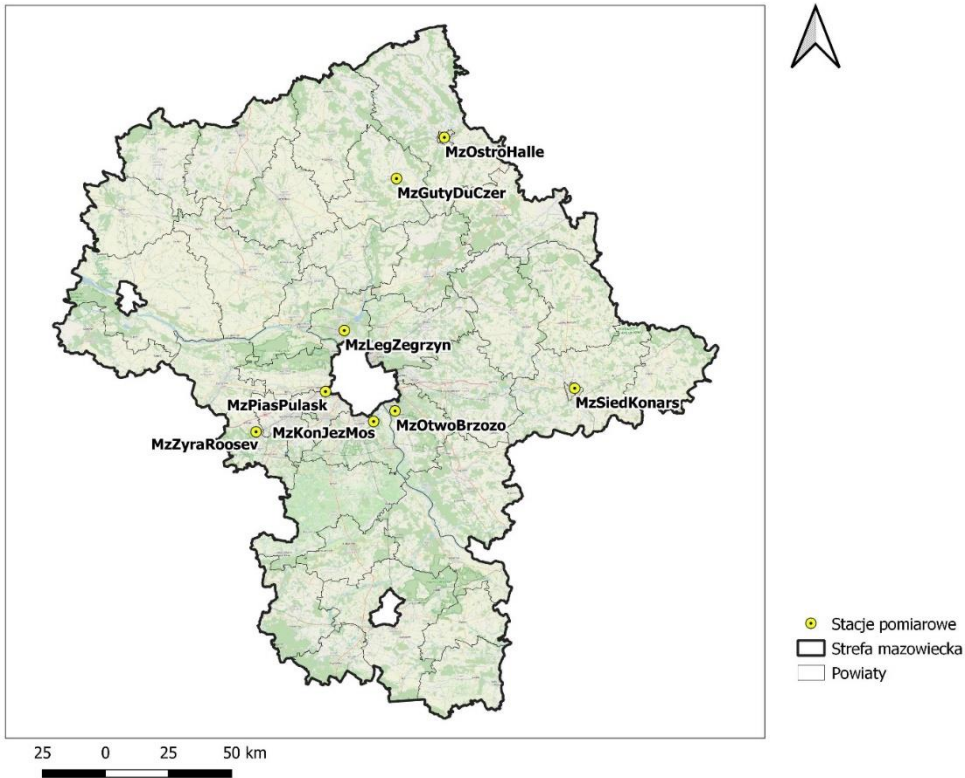 MzOstroHalle
MzGutyDuCzer
MzLegZegrzyn
MzPiasPulask
MzSiedKonars
MzOtwoBrzozo
MzKonJezMos
MzZyraRoosev
Stacje pomiarowe
Strefa mazowiecka
Powiaty
25 0 25 50 km